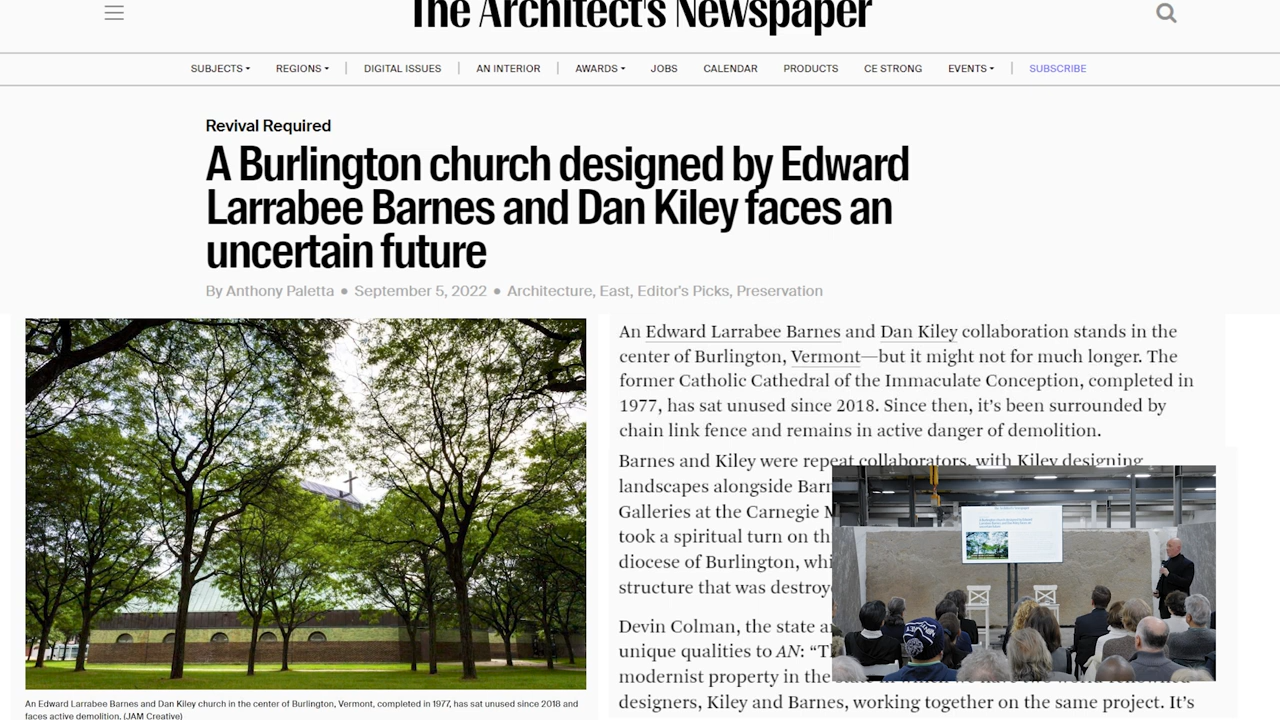 The Architect's Newspaper
SUBJECTS REGIONS DIGITAL ISSUES AN INTERIOR AWARDS JOBS CALENDAR PRODUCTS CE STRONG EVENTS SUBSCRIBE
Revival Required
A Burlington church designed by Edward
Larrabee Barnes and Dan Kiley faces an
uncertain future
By Anthony Paletta • September 5, 2022 • Architecture, East, Editor's Picks, Preservation
An Edward Larrabee Barnes and Dan Kiley collaboration stands in the
center of Burlington, Vermont—but it might not for much longer. The
former Catholic Cathedral of the Immaculate Conception, completed in
1977, has sat unused since 2018. Since then, it's been surrounded by
chain link fence and remains in active danger of demolition.
Barnes and Kiley were repeat collaborators, with Kiley designing
landscapes alongside
Galleries at the Carnegie
took a spiritual turn on
diocese of Burlington,
structure that was
Devin Colman, the state
unique qualities to AN:
modernist property in the
designers, Kiley and Barnes, working together on the same project. It's
An Edward Larrabee Barnes and Dan Kiley church in the center of Burlington, Vermont, completed in 1977, has sat unused since 2018 and
faces active demolition. (JAM Creative)